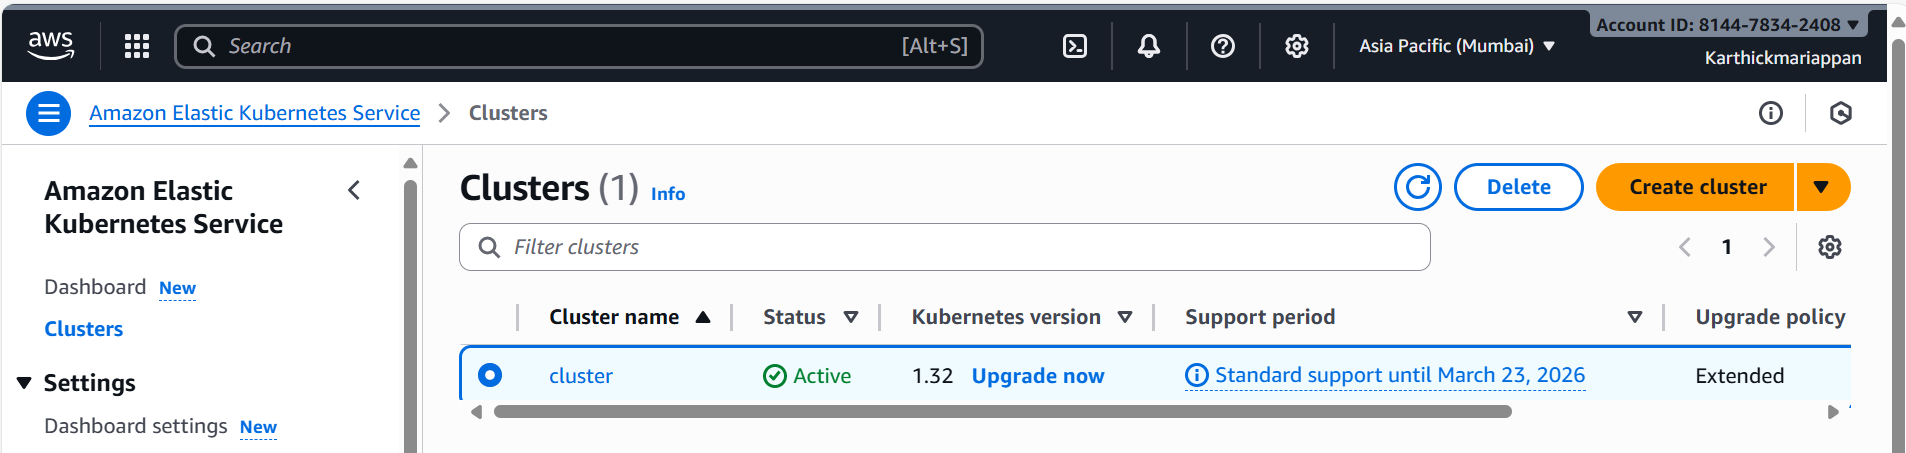 aws
Search [Alt+S]
Asia Pacific (Mumbai)
Account ID: 8144-7834-2408
Karthickmariappan
Amazon Elastic Kubernetes Service > Clusters
Amazon Elastic
Kubernetes Service
Dashboard New
Clusters
Settings
Dashboard settings New
Clusters (1) Info
Delete
Create cluster
Filter clusters
1
Cluster name Status Kubernetes version Support period Upgrade policy
cluster Active 1.32 Upgrade now Standard support until March 23, 2026 Extended